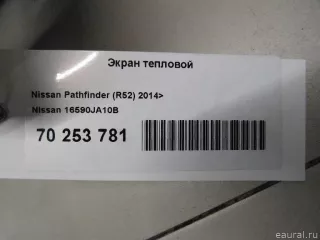 Экран тепловой
Nissan Pathfinder (R52) 2014>
Nissan 16590JA10B
70 253 781
eaural.ru